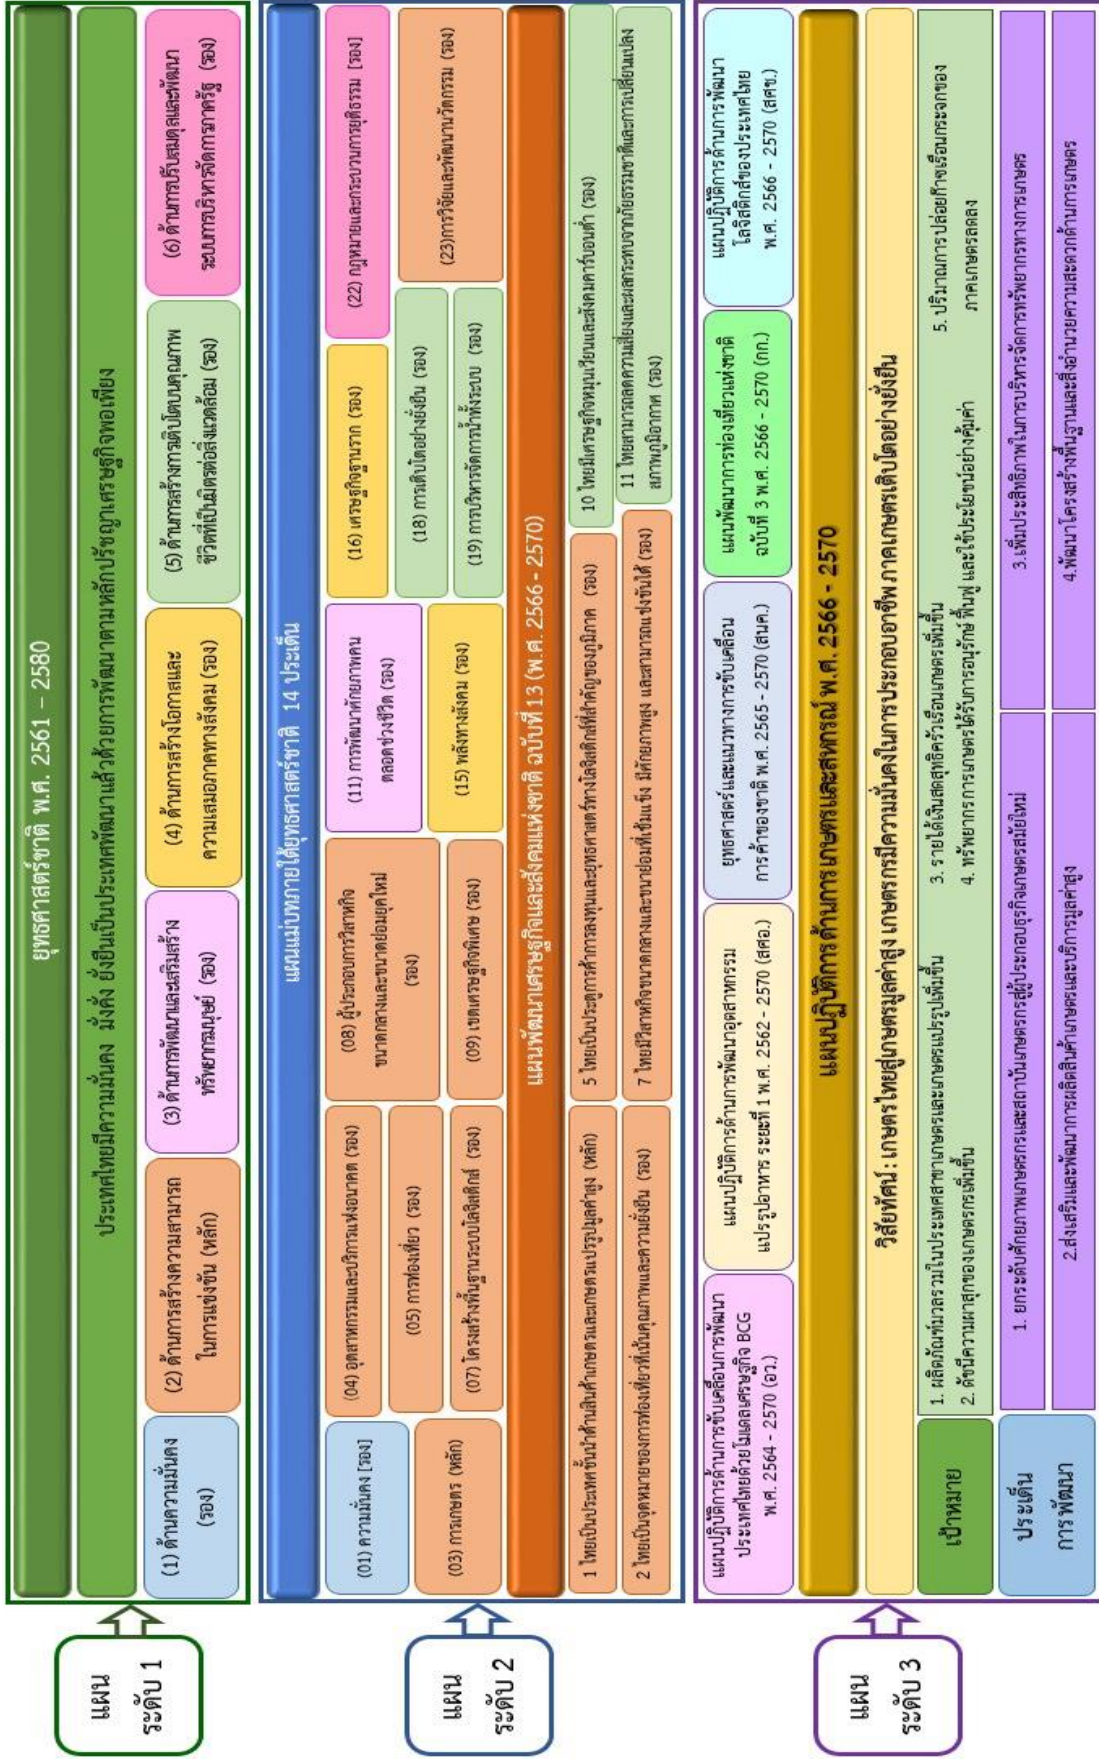 แผน
ระดับ 1
ยุทธศาสตร์ชาติ พ.ศ. 2561 – 2580
ประเทศไทยมีความมั่นคง มั่งคั่ง ยั่งยืนเป็นประเทศพัฒนาแล้วด้วยการพัฒนาตามหลักปรัชญาเศรษฐกิจพอเพียง
(1) ด้านความมั่นคง
(รอง)
(2) ด้านการสร้างความสามารถ
ในการแข่งขัน (หลัก)
(3) ด้านการพัฒนาและเสริมสร้าง
ทรัพยากรมนุษย์ (รอง)
(4) ด้านการสร้างโอกาสและ
ความเสมอภาคทางสังคม (รอง)
(5) ด้านการสร้างการเติบโตบนคุณภาพ
ชีวิตที่เป็นมิตรต่อสิ่งแวดล้อม (รอง)
(6) ด้านการปรับสมดุลและพัฒนา
ระบบการบริหารจัดการภาครัฐ (รอง)
แผน
ระดับ 2
แผนแม่บทภายใต้ยุทธศาสตร์ชาติ 14 ประเด็น
(01) ความมั่นคง [รอง]
(03) การเกษตร (หลัก)
(04) อุตสาหกรรมและบริการแห่งอนาคต (รอง)
(05) การท่องเที่ยว (รอง)
(07) โครงสร้างพื้นฐานระบบโลจิสติกส์ (รอง)
(08) ผู้ประกอบการวิสาหกิจ
ขนาดกลางและขนาดย่อมยุคใหม่
(รอง)
(09) เขตเศรษฐกิจพิเศษ (รอง)
(11) การพัฒนาศักยภาพคน
ตลอดช่วงชีวิต (รอง)
(15) พลังทางสังคม (รอง)
(16) เศรษฐกิจฐานราก (รอง)
(18) การเติบโตอย่างยั่งยืน (รอง)
(19) การบริหารจัดการน้ำทั้งระบบ (รอง)
(22) กฎหมายและกระบวนการยุติธรรม [รอง]
(23)การวิจัยและพัฒนานวัตกรรม (รอง)
แผนพัฒนาเศรษฐกิจและสังคมแห่งชาติ ฉบับที่ 13 (พ.ศ. 2566 - 2570)
1 ไทยเป็นประเทศชั้นนำด้านสินค้าเกษตรและเกษตรแปรรูปมูลค่าสูง (หลัก)
5 ไทยเป็นประตูการค้าการลงทุนและยุทธศาสตร์ทางโลจิสติกส์ที่สำคัญของภูมิภาค (รอง)
10 ไทยมีเศรษฐกิจหมุนเวียนและสังคมคาร์บอนต่ำ (รอง)
2 ไทยเป็นจุดหมายของการท่องเที่ยวที่เน้นคุณภาพและความยั่งยืน (รอง)
7 ไทยมีวิสาหกิจขนาดกลางและขนาย่อมที่เข้มแข็ง มีศักยภาพสูง และสามารถแข่งขันได้ (รอง)
11 ไทยสามารถลดความเสี่ยงและผลกระทบจากภัยธรรมชาติและการเปลี่ยนแปลง
สภาพภูมิอากาศ (รอง)
แผน
ระดับ 3
แผนปฏิบัติการด้านการขับเคลื่อนการพัฒนา
ประเทศไทยด้วยโมเดลเศรษฐกิจ BCG
พ.ศ. 2564 - 2570 (อว.)
แผนปฏิบัติการด้านการพัฒนาอุตสาหกรรม
แปรรูปอาหาร ระยะที่ 1 พ.ศ. 2562 - 2570 (สศอ.)
ยุทธศาสตร์และแนวทางการขับเคลื่อน
การค้าของชาติ พ.ศ. 2565 - 2570 (สนค.)
แผนพัฒนาการท่องเที่ยวแห่งชาติ
ฉบับที่ 3 พ.ศ. 2566 - 2570 (กก.)
แผนปฏิบัติการด้านการพัฒนา
โลจิสติกส์ของประเทศไทย
พ.ศ. 2566 - 2570 (สศช.)
แผนปฏิบัติการด้านการเกษตรและสหกรณ์ พ.ศ. 2566 - 2570
วิสัยทัศน์ : เกษตรไทยสู่เกษตรมูลค่าสูง เกษตรกรมีความมั่นคงในการประกอบอาชีพ ภาคเกษตรเติบโตอย่างยั่งยืน
เป้าหมาย
1. ผลิตภัณฑ์มวลรวมในประเทศสาขาเกษตรและเกษตรแปรรูปเพิ่มขึ้น
2. ดัชนีความผาสุกของเกษตรกรเพิ่มขึ้น
3. รายได้เงินสดสุทธิครัวเรือนเกษตรเพิ่มขึ้น
4. ทรัพยากรการเกษตรได้รับการอนุรักษ์ ฟื้นฟู และใช้ประโยชน์อย่างคุ้มค่า
5. ปริมาณการปล่อยก๊าซเรือนกระจกของ
ภาคเกษตรลดลง
ประเด็น
การพัฒนา
1. ยกระดับศักยภาพเกษตรกรและสถาบันเกษตรกรสู่ผู้ประกอบธุรกิจเกษตรสมัยใหม่
3.เพิ่มประสิทธิภาพในการบริหารจัดการทรัพยากรทางการเกษตร
2.ส่งเสริมและพัฒนาการผลิตสินค้าเกษตรและบริการมูลค่าสูง
4.พัฒนาโครงสร้างพื้นฐานและสิ่งอำนวยความสะดวกด้านการเกษตร